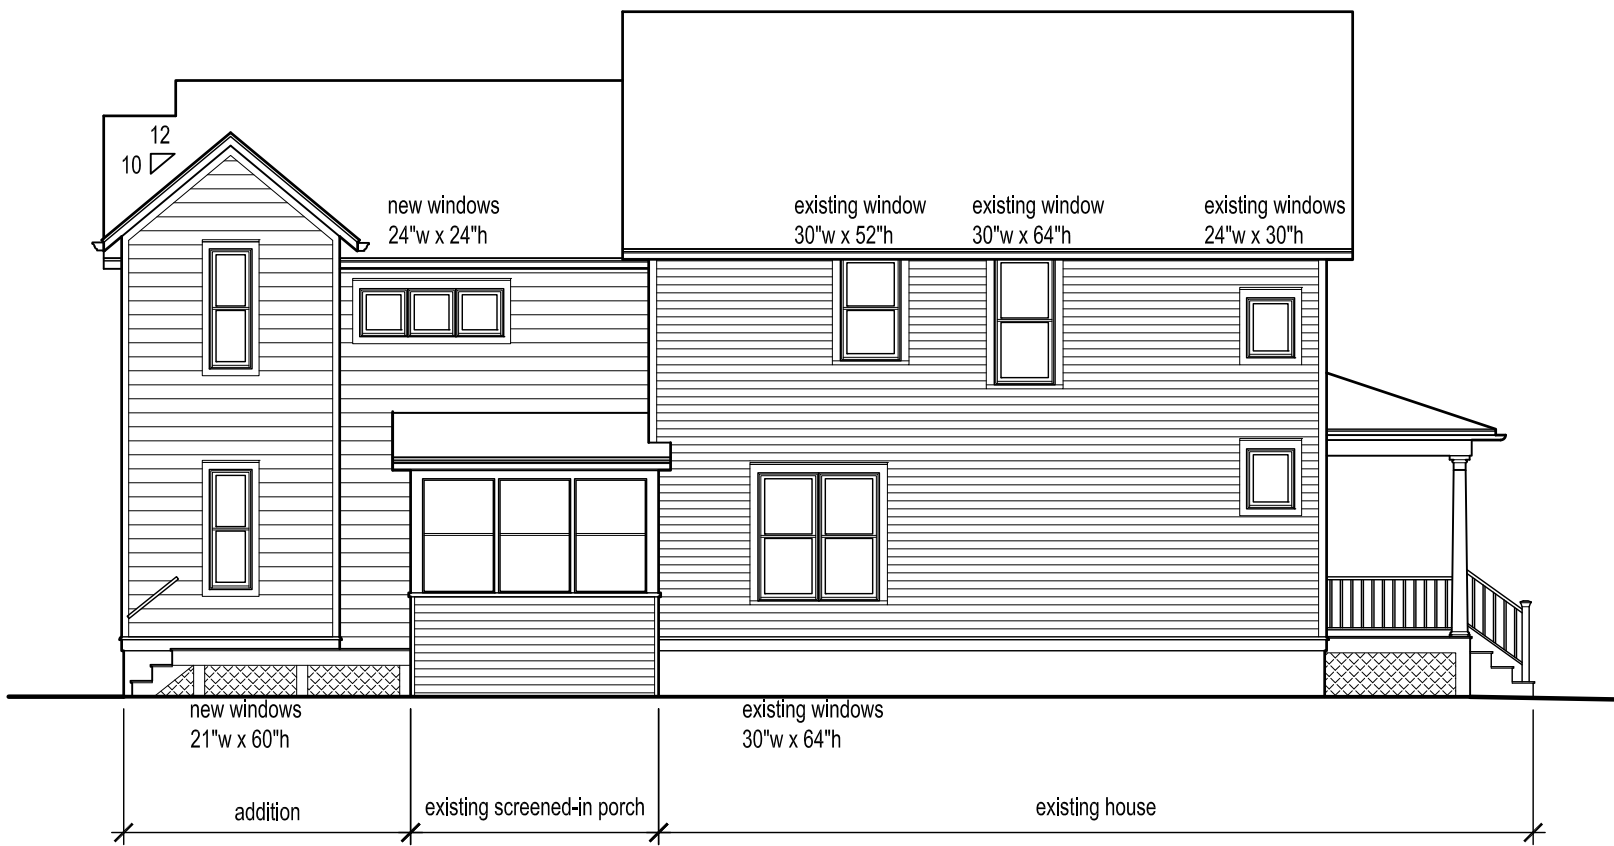 12
10
new windows
24"w x 24"h
existing window
30"w x 52"h
existing window
30"w x 64"h
existing windows
24"w x 30"h
new windows
21"w x 60"h
existing windows
30"w x 64"h
addition
existing screened-in porch
existing house